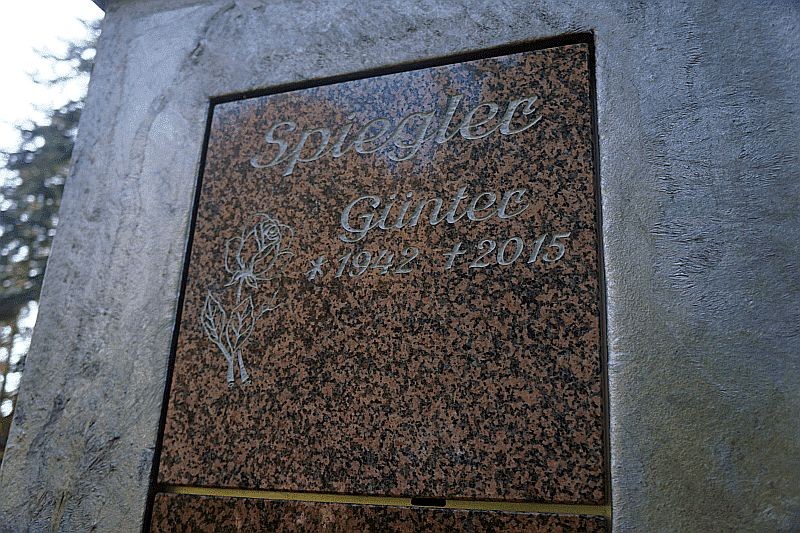 Spiegler
Günter
* 1942 † 2015